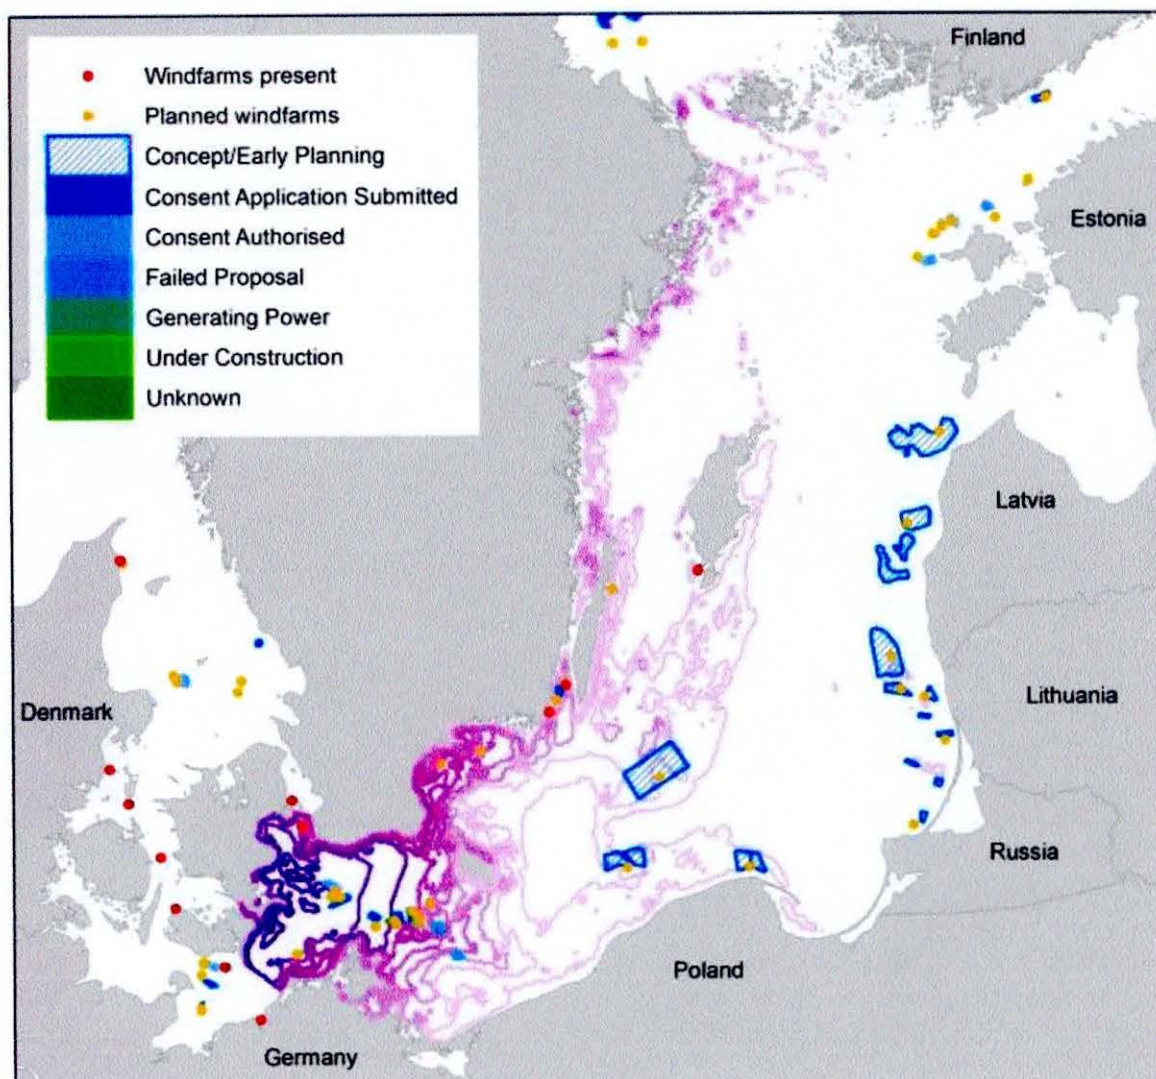 Finland
Windfarms present
Planned windfarms
Concept/Early Planning
Consent Application Submitted
Consent Authorised
Failed Proposal
Generating Power
Under Construction
Unknown
Estonia
Latvia
Lithuania
Denmark
Russia
Poland
Germany